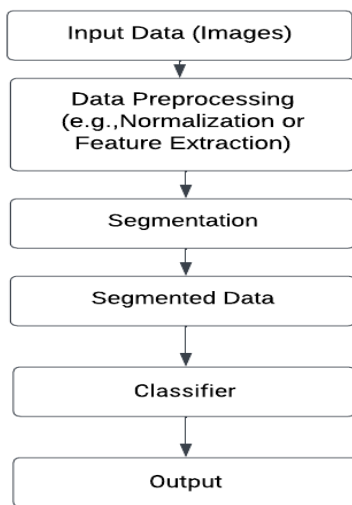 Input Data (Images)
Data Preprocessing
(e.g.,Normalization or
Feature Extraction)
Segmentation
Segmented Data
Classifier
Output